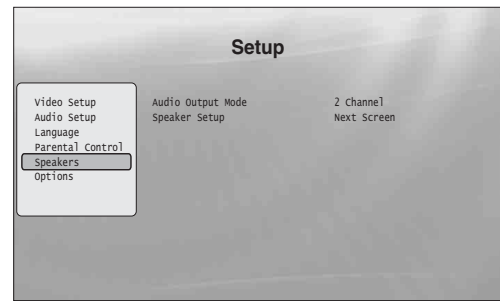 Setup
Video Setup
Audio Setup
Language
Parental Control
Speakers
Options
Audio Output Mode 2 Channel
Speaker Setup Next Screen